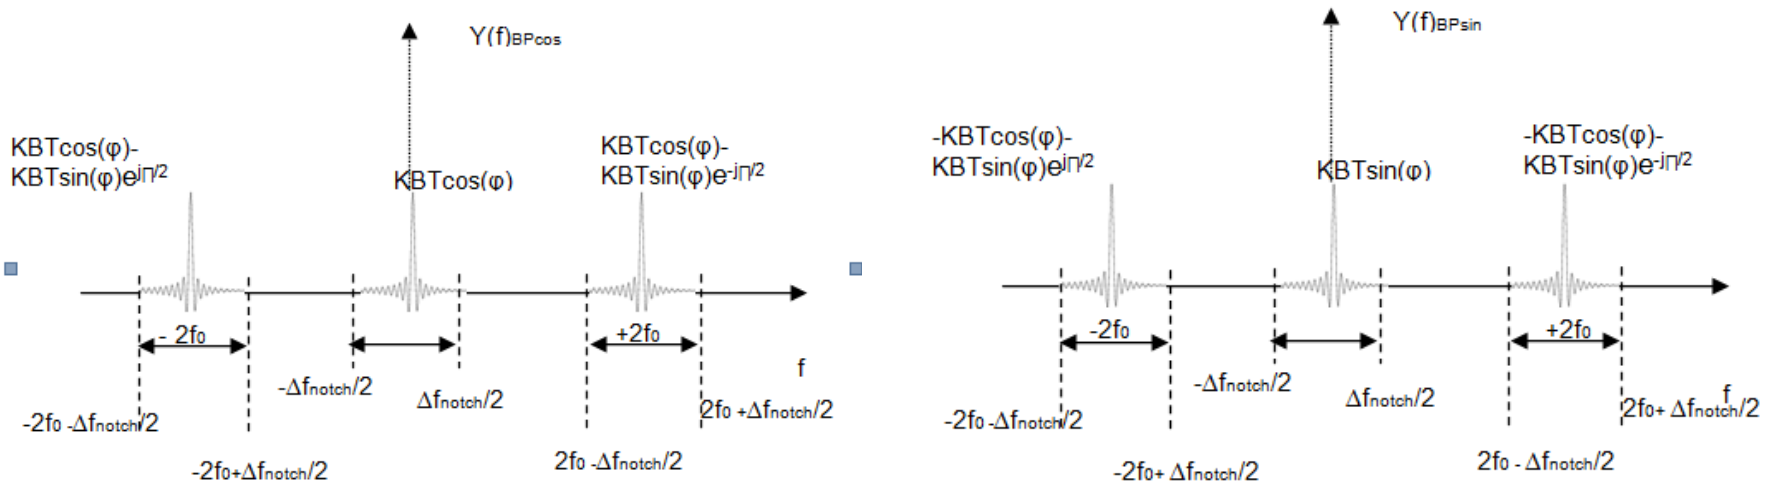 Y(f)BPcos
KBTcos(φ)-
KBTsin(φ)e^jΠ/2
KBTcos(φ)
KBTcos(φ)-
KBTsin(φ)e^-jΠ/2
- 2f0
+2f0
f
-Δfnotch/2
Δfnotch/2
2f0 +Δfnotch/2
-2f0 -Δfnotch/2
-2f0+Δfnotch/2
2f0 -Δfnotch/2
Y(f)BPsin
-KBTcos(φ)-
KBTsin(φ)e^jΠ/2
KBTsin(φ)
-KBTcos(φ)-
KBTsin(φ)e^-jΠ/2
-2f0
+2f0
f
-Δfnotch/2
Δfnotch/2
2f0+ Δfnotch/2
-2f0 -Δfnotch/2
-2f0+ Δfnotch/2
2f0 - Δfnotch/2